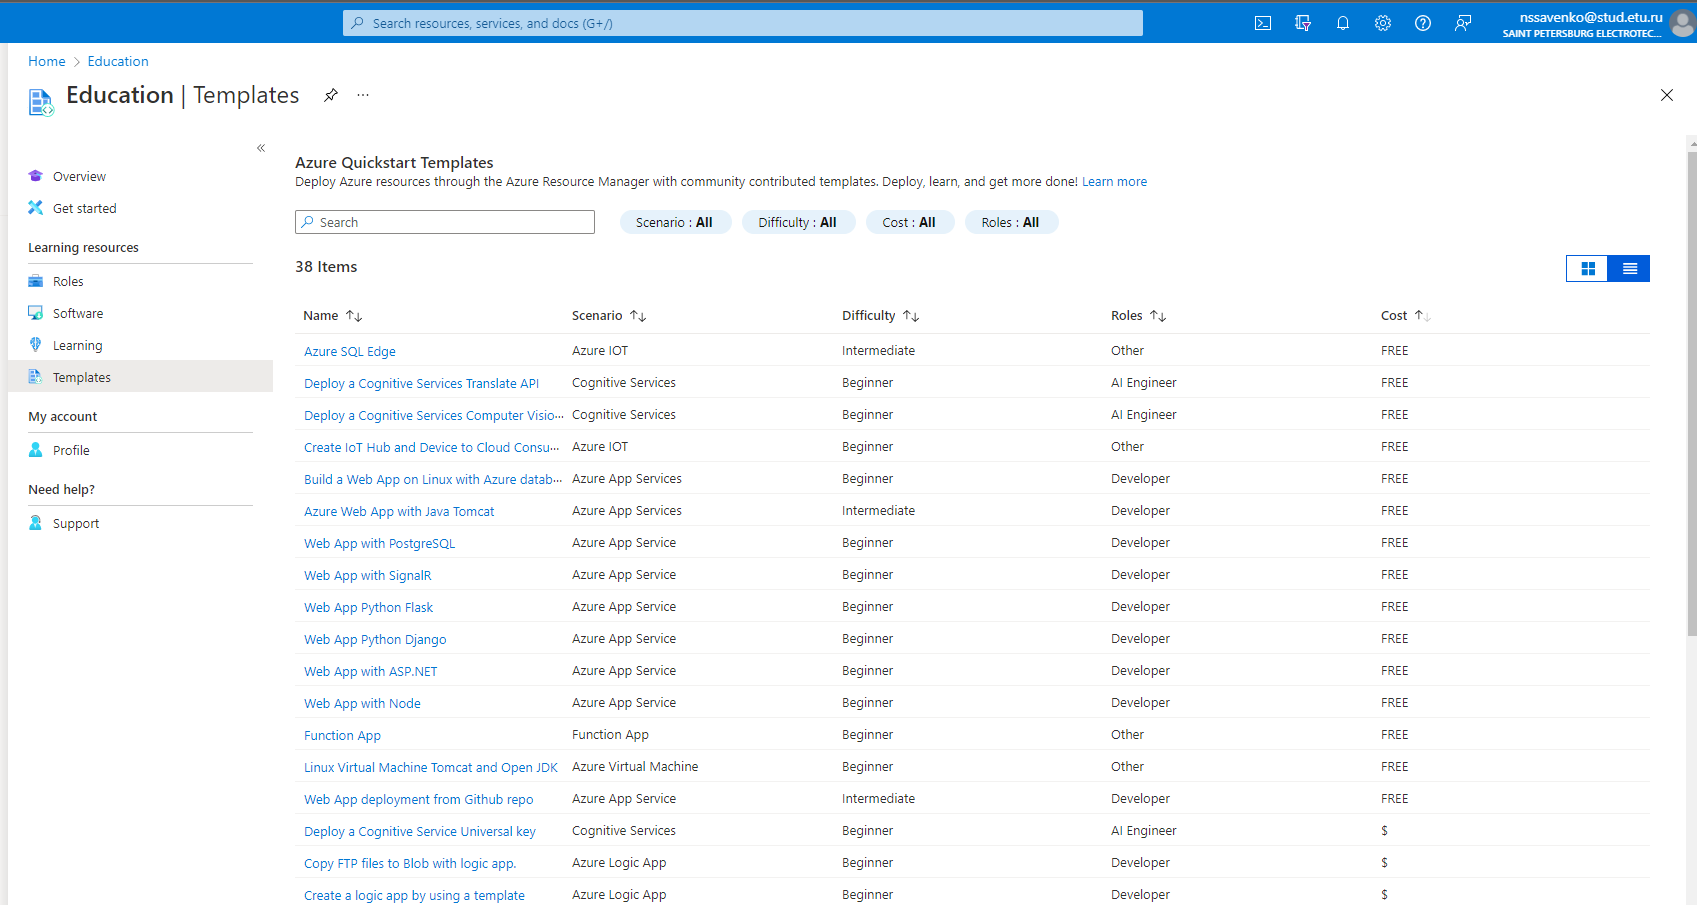 Search resources, services, and docs (G+/)
nssavenko@stud.etu.ru
SAINT PETERSBURG ELECTROTEC...
Home > Education
Education | Templates
Overview
Get started
Learning resources
Roles
Software
Learning
Templates
My account
Profile
Need help?
Support
Azure Quickstart Templates
Deploy Azure resources through the Azure Resource Manager with community contributed templates. Deploy, learn, and get more done! Learn more
Search Scenario : All Difficulty : All Cost : All Roles : All
38 Items
Name Scenario Difficulty Roles Cost
Azure SQL Edge Azure IOT Intermediate Other FREE
Deploy a Cognitive Services Translate API Cognitive Services Beginner AI Engineer FREE
Deploy a Cognitive Services Computer Visio... Cognitive Services Beginner AI Engineer FREE
Create IoT Hub and Device to Cloud Consu... Azure IOT Beginner Other FREE
Build a Web App on Linux with Azure datab... Azure App Services Beginner Developer FREE
Azure Web App with Java Tomcat Azure App Services Intermediate Developer FREE
Web App with PostgreSQL Azure App Service Beginner Developer FREE
Web App with SignalR Azure App Service Beginner Developer FREE
Web App Python Flask Azure App Service Beginner Developer FREE
Web App Python Django Azure App Service Beginner Developer FREE
Web App with ASP.NET Azure App Service Beginner Developer FREE
Web App with Node Azure App Service Beginner Developer FREE
Function App Function App Beginner Other FREE
Linux Virtual Machine Tomcat and Open JDK Azure Virtual Machine Beginner Other FREE
Web App deployment from Github repo Azure App Service Intermediate Developer FREE
Deploy a Cognitive Service Universal key Cognitive Services Beginner AI Engineer $
Copy FTP files to Blob with logic app. Azure Logic App Beginner Developer $
Create a logic app by using a template Azure Logic App Beginner Developer $